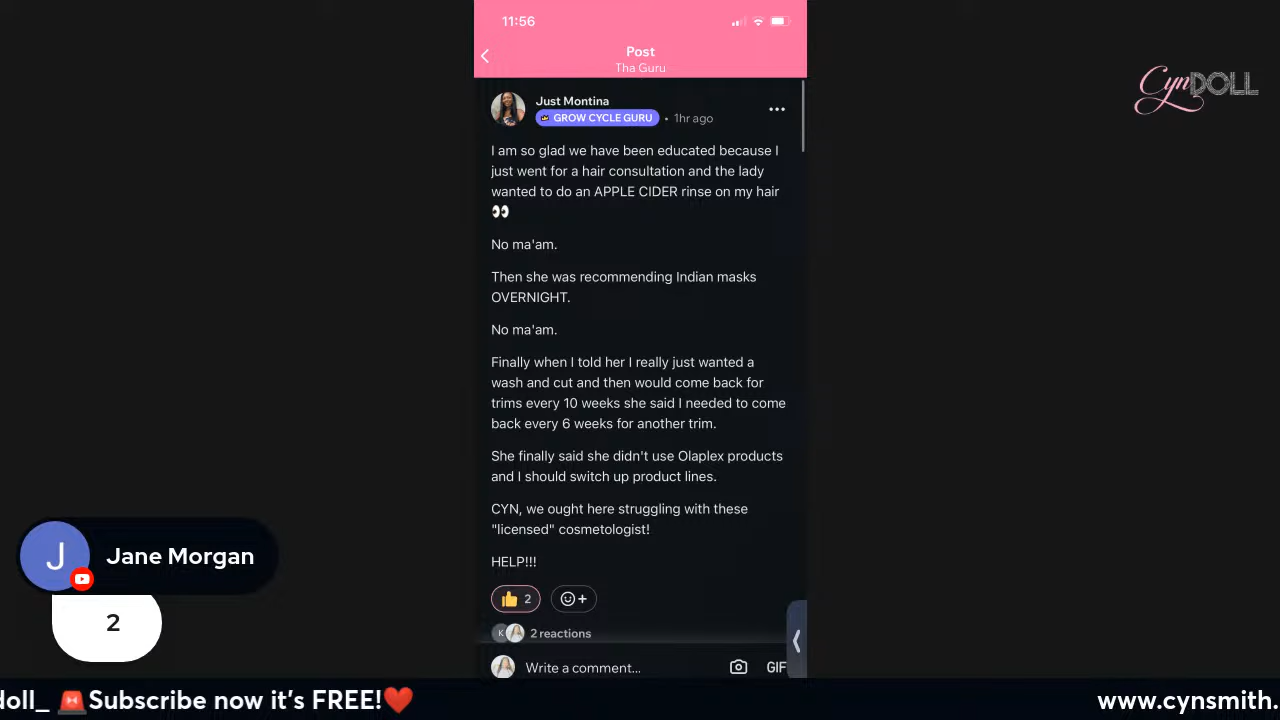 11:56
Post
Tha Guru
CynDOLL
Just Montina
GROW CYCLE GURU • 1hr ago
I am so glad we have been educated because I
just went for a hair consultation and the lady
wanted to do an APPLE CIDER rinse on my hair
👀
No ma'am.
Then she was recommending Indian masks
OVERNIGHT.
No ma'am.
Finally when I told her I really just wanted a
wash and cut and then would come back for
trims every 10 weeks she said I needed to come
back every 6 weeks for another trim.
She finally said she didn't use Olaplex products
and I should switch up product lines.
CYN, we ought here struggling with these
"licensed" cosmetologist!
HELP!!!
👍 2
K 2 reactions
Write a comment...
GIF
J Jane Morgan
2
doll_ 🚨Subscribe now it's FREE!❤️
www.cynsmith.